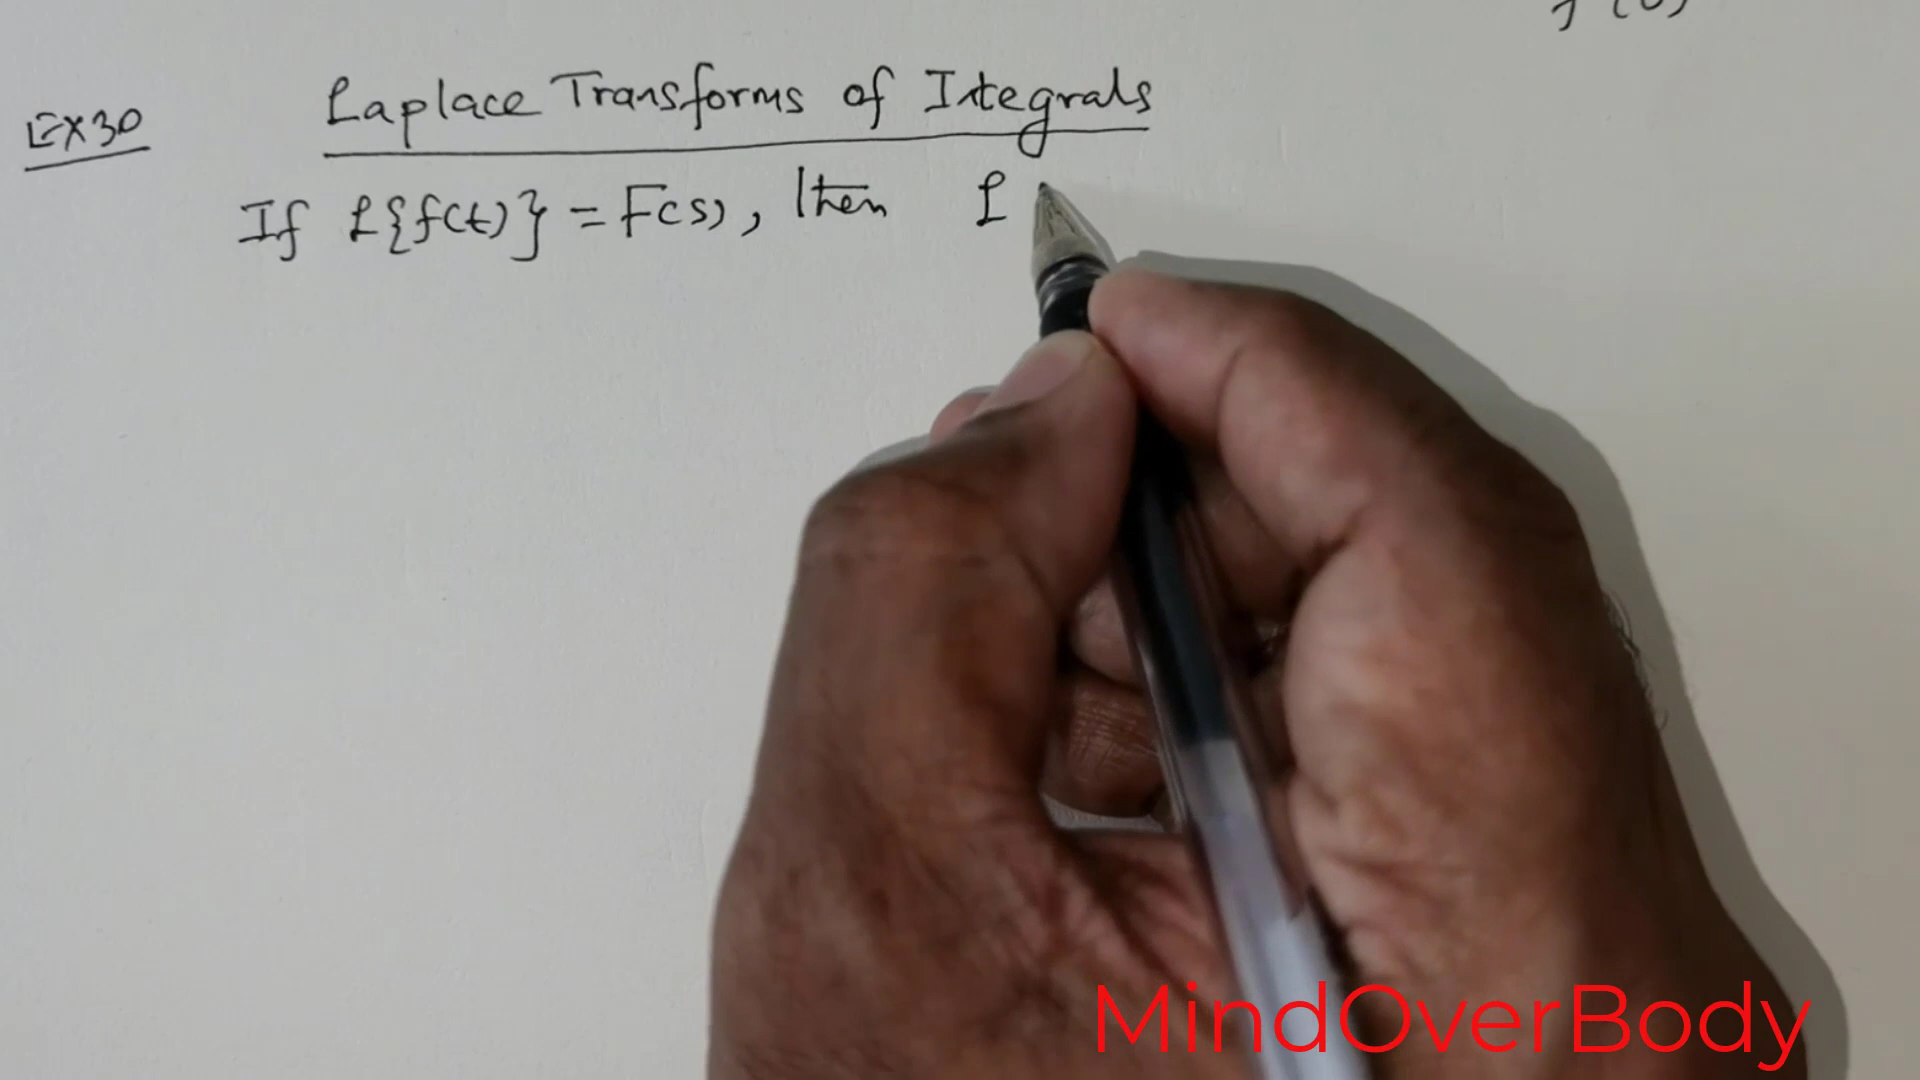 Ex30
Laplace Transforms of Integrals
If ℒ{f(t)} = F(s), then ℒ
MindOverBody